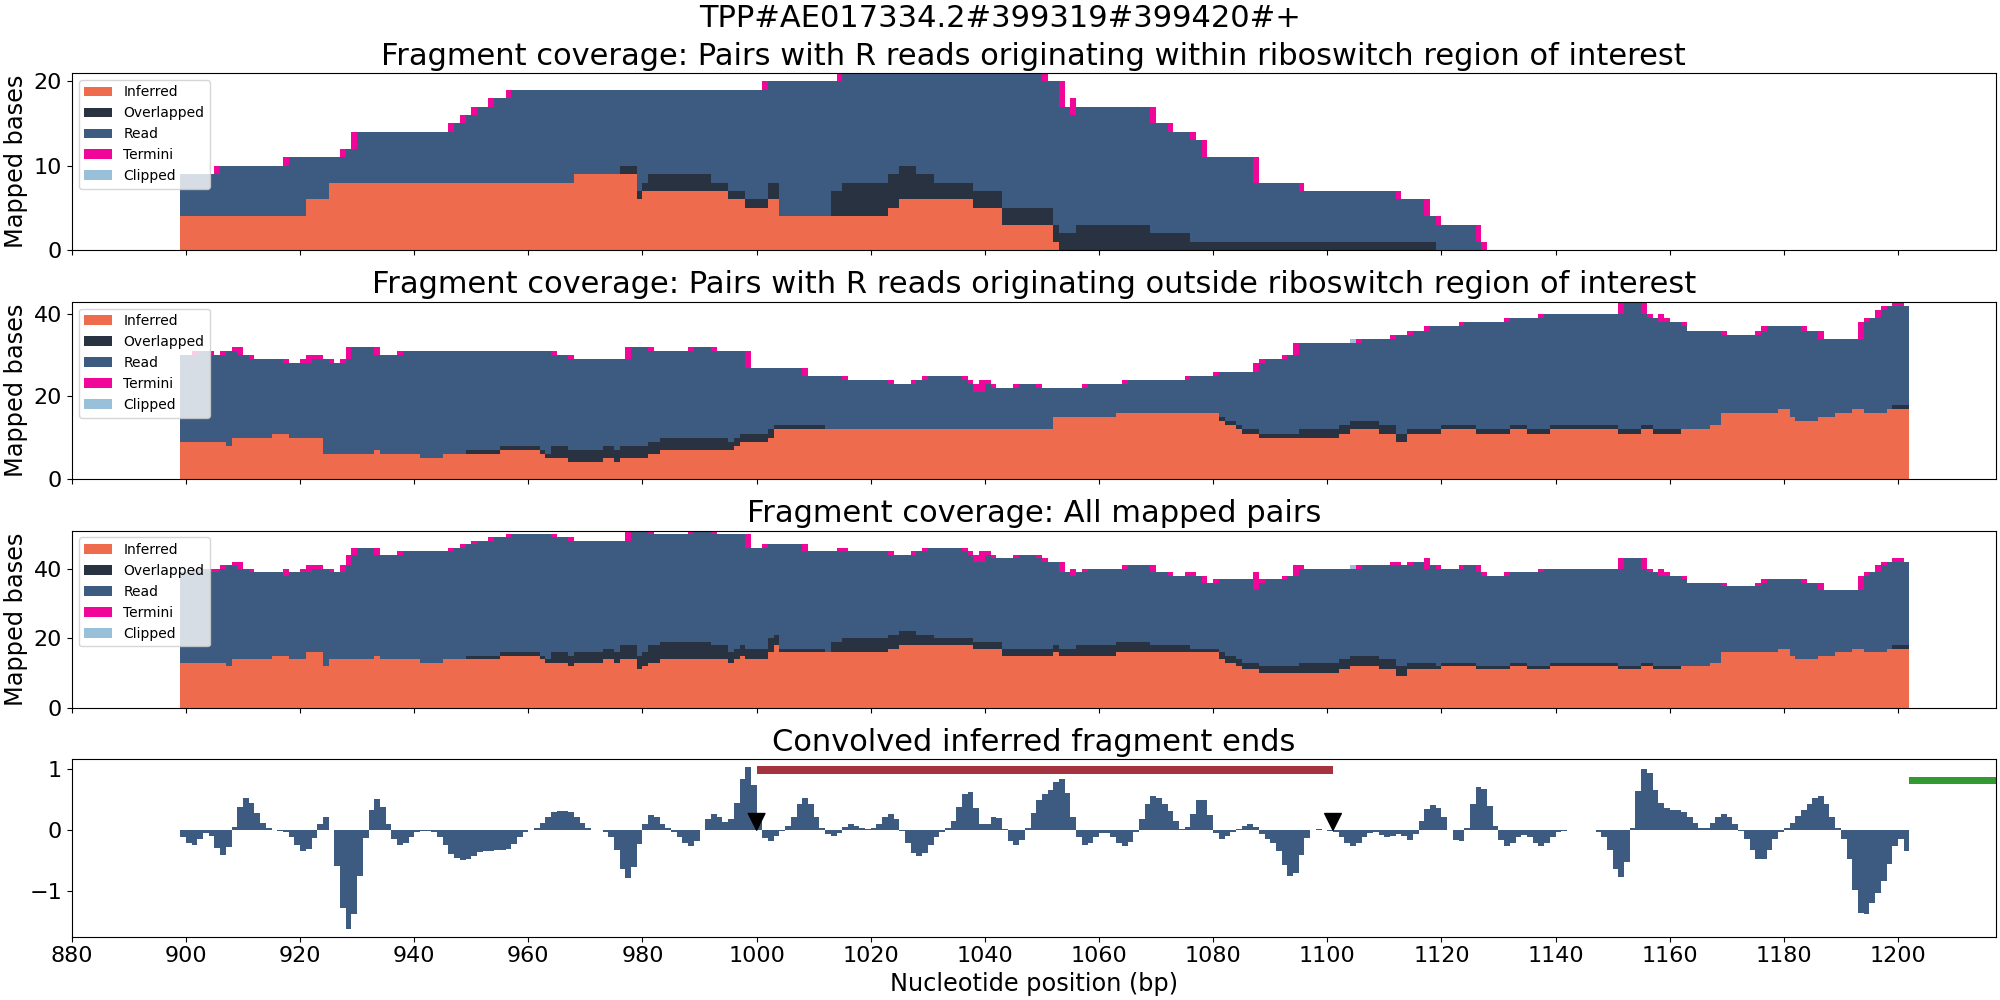 TPP#AE017334.2#399319#399420#+
Fragment coverage: Pairs with R reads originating within riboswitch region of interest
Mapped bases
20
10
0
Inferred
Overlapped
Read
Termini
Clipped
Fragment coverage: Pairs with R reads originating outside riboswitch region of interest
Mapped bases
40
20
0
Inferred
Overlapped
Read
Termini
Clipped
Fragment coverage: All mapped pairs
Mapped bases
40
20
0
Inferred
Overlapped
Read
Termini
Clipped
Convolved inferred fragment ends
1
0
−1
880 900 920 940 960 980 1000 1020 1040 1060 1080 1100 1120 1140 1160 1180 1200
Nucleotide position (bp)